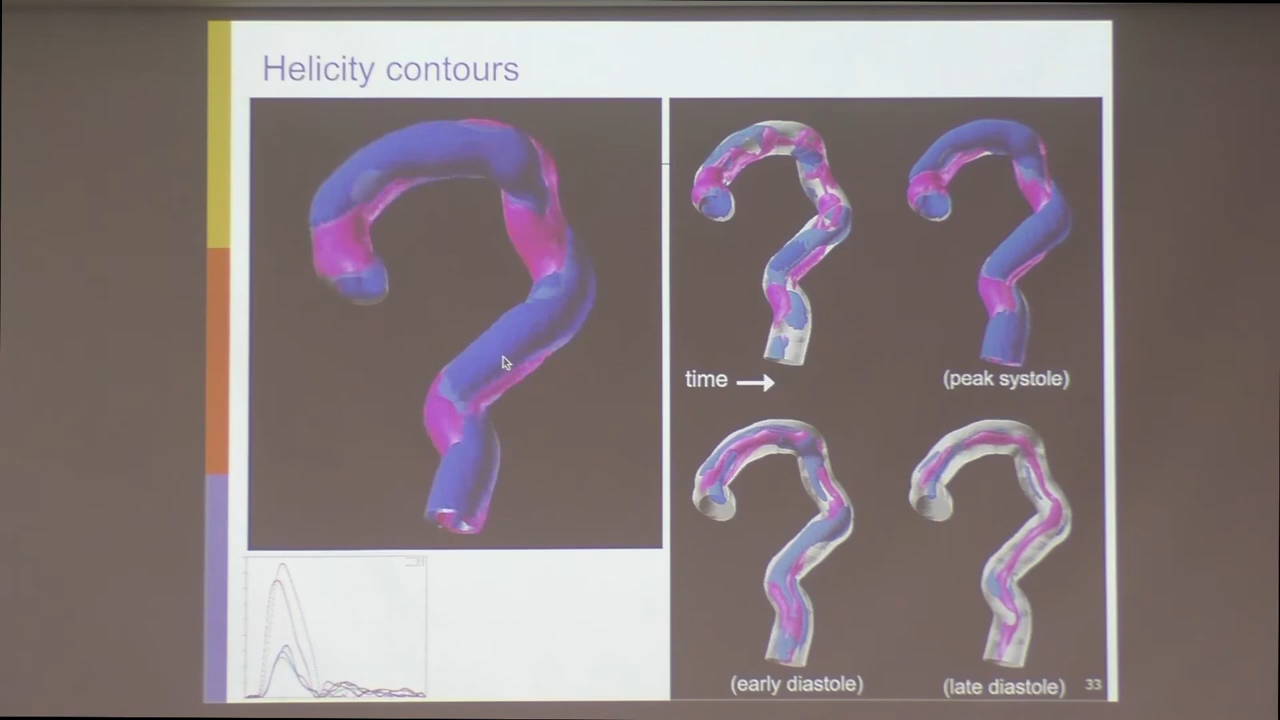 Helicity contours
time
(peak systole)
(early diastole)
(late diastole)
33